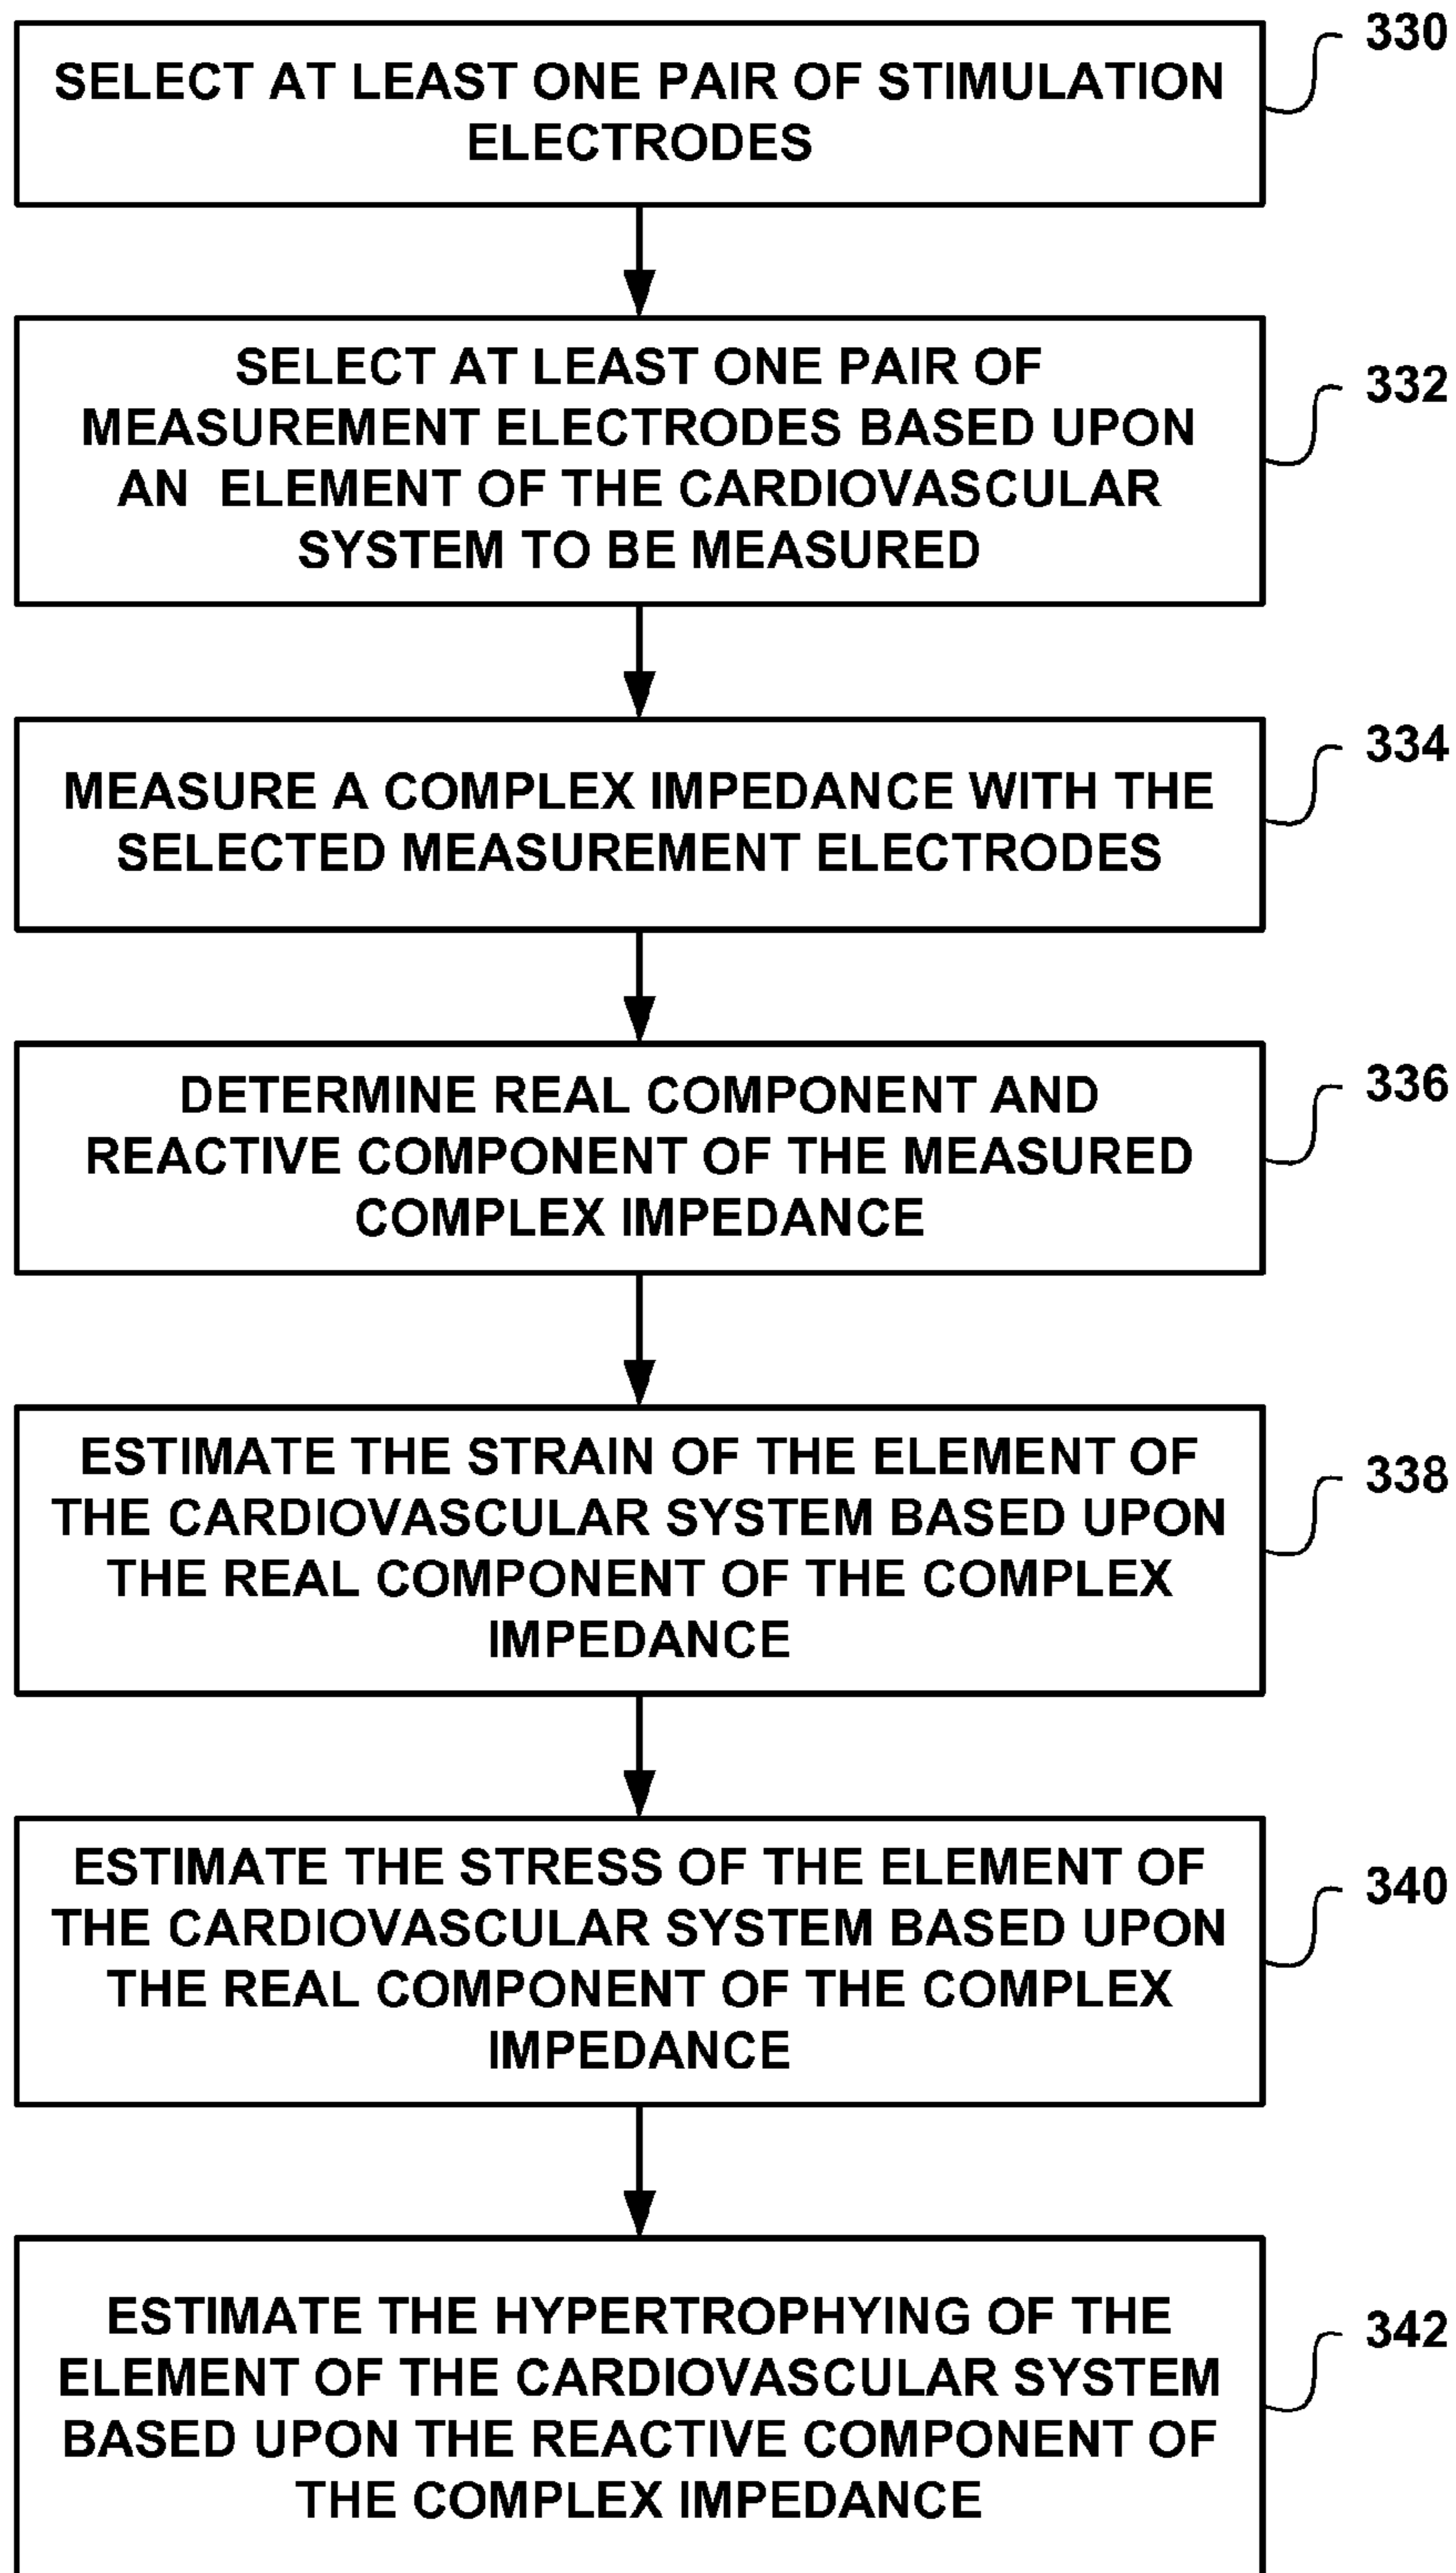 330
SELECT AT LEAST ONE PAIR OF STIMULATION
ELECTRODES
332
SELECT AT LEAST ONE PAIR OF
MEASUREMENT ELECTRODES BASED UPON
AN ELEMENT OF THE CARDIOVASCULAR
SYSTEM TO BE MEASURED
334
MEASURE A COMPLEX IMPEDANCE WITH THE
SELECTED MEASUREMENT ELECTRODES
336
DETERMINE REAL COMPONENT AND
REACTIVE COMPONENT OF THE MEASURED
COMPLEX IMPEDANCE
338
ESTIMATE THE STRAIN OF THE ELEMENT OF
THE CARDIOVASCULAR SYSTEM BASED UPON
THE REAL COMPONENT OF THE COMPLEX
IMPEDANCE
340
ESTIMATE THE STRESS OF THE ELEMENT OF
THE CARDIOVASCULAR SYSTEM BASED UPON
THE REAL COMPONENT OF THE COMPLEX
IMPEDANCE
342
ESTIMATE THE HYPERTROPHYING OF THE
ELEMENT OF THE CARDIOVASCULAR SYSTEM
BASED UPON THE REACTIVE COMPONENT OF
THE COMPLEX IMPEDANCE